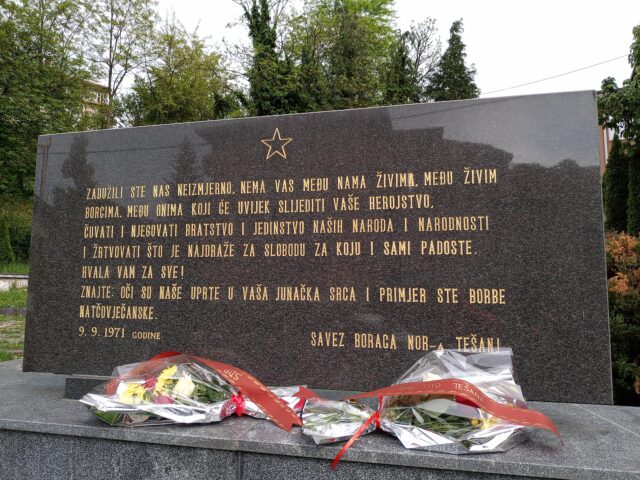 ZADUŽILI STE NAS NEIZMJERNO. NEMA VAS MEĐU NAMA ŽIVIMA, MEĐU ŽIVIM
BORCIMA, MEĐU ONIMA KOJI ĆE UVIJEK SLIJEDITI VAŠE HEROJSTVO,
ČUVATI I NJEGOVATI BRATSTVO I JEDINSTVO NAŠIH NARODA I NARODNOSTI
I ŽRTVOVATI ŠTO JE NAJDRAŽE ZA SLOBODU ZA KOJU I SAMI PADOSTE.
HVALA VAM ZA SVE!
ZNAJTE: OČI SU NAŠE UPRTE U VAŠA JUNAČKA SRCA I PRIMJER STE BORBE
NATČOVJEČANSKE.
9. 9. 1971 GODINE
SAVEZ BORACA NOR-a TEŠANJ
TEŠANJ